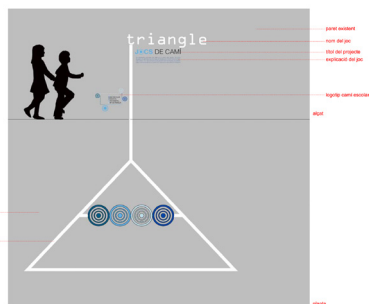 triangle
JOCS DE CAMÍ
paret existent
nom del joc
títol del projecte
explicació del joc
logotip camí escolar
alçat
planta